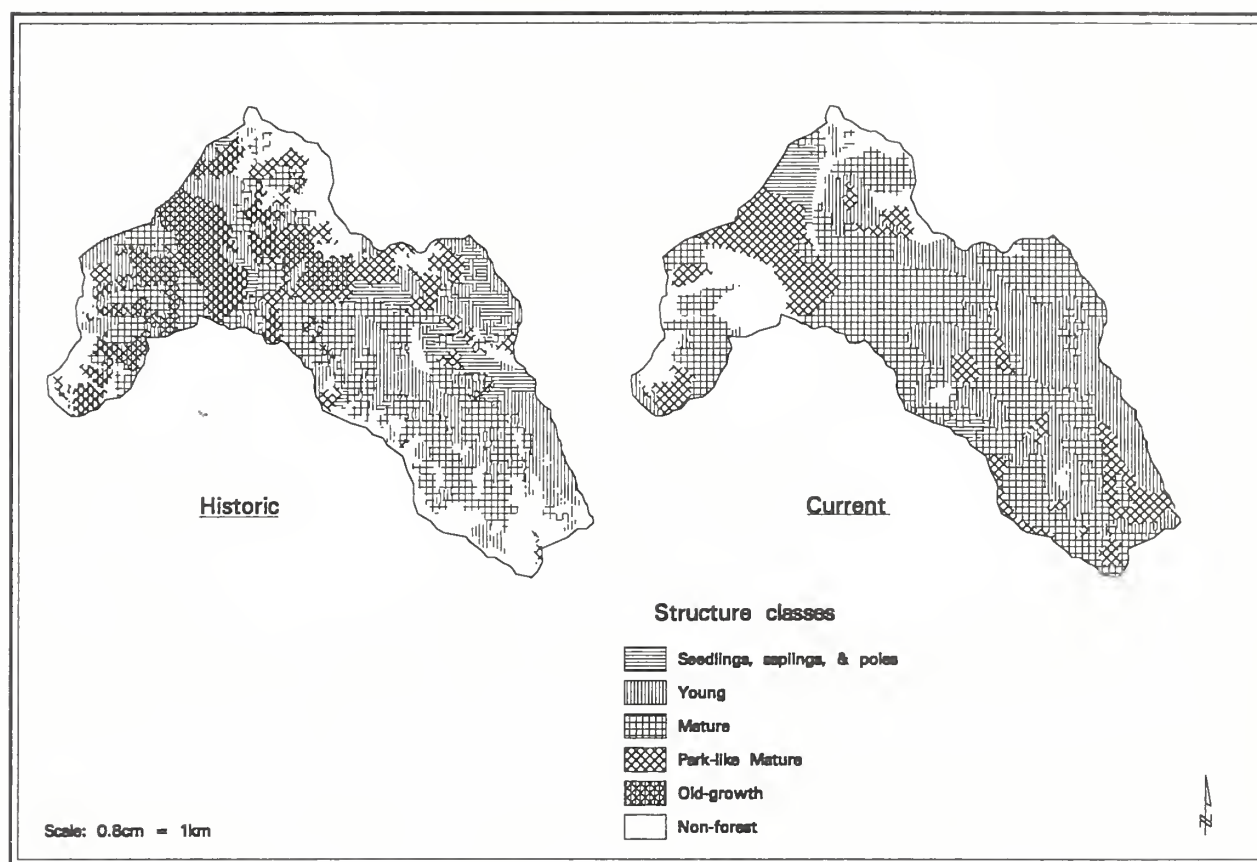 Historic
Current
Structure classes
Seedlings, saplings, & poles
Young
Mature
Park-like Mature
Old-growth
Non-forest
Scale: 0.8cm = 1km
N